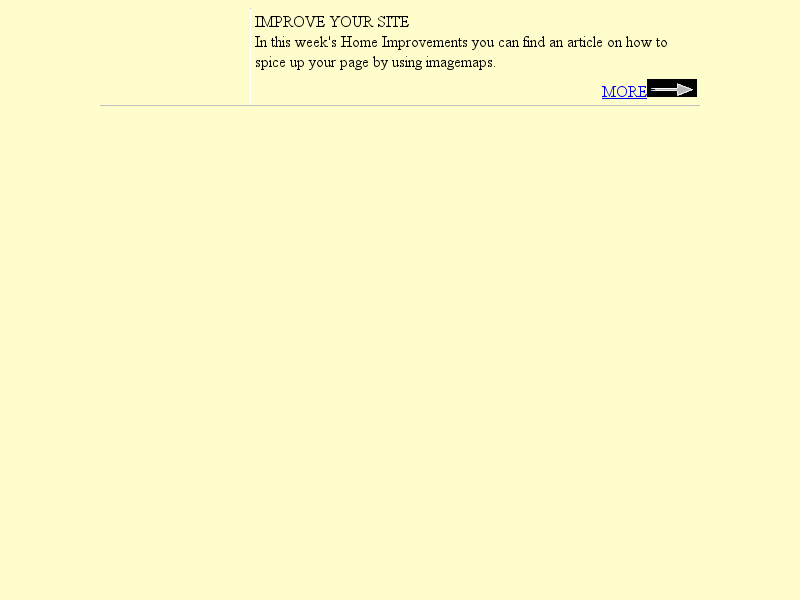 IMPROVE YOUR SITE
In this week's Home Improvements you can find an article on how to
spice up your page by using imagemaps.
MORE